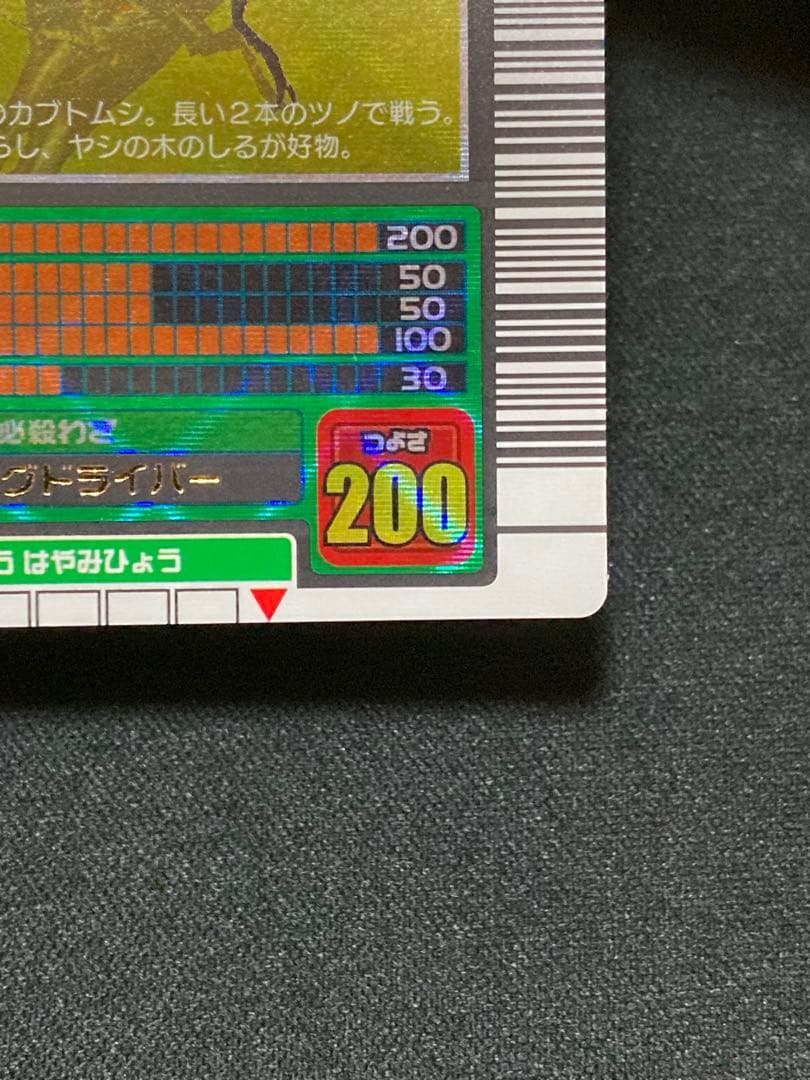 のカブトムシ。長い2本のツノで戦う。
らし、ヤシの木のしるが好物。
200
50
50
100
30
必殺わざ
つよさ
グドライバー
200
う はやみひょう